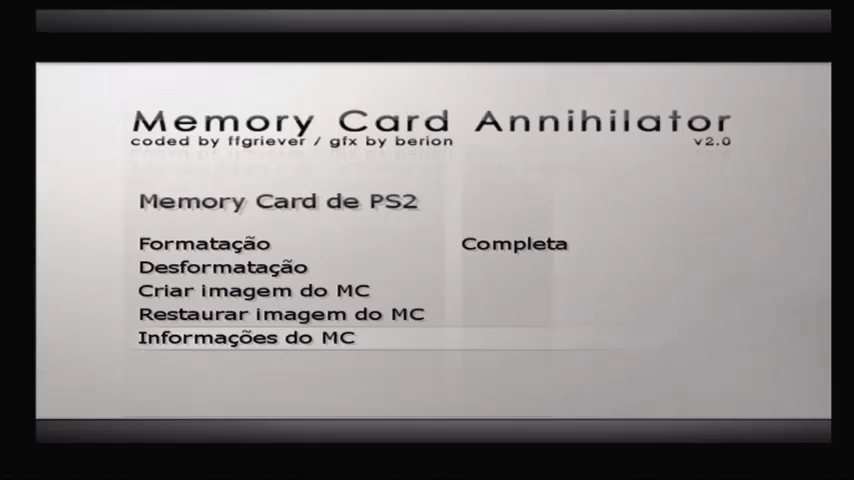 Memory Card Annihilator
coded by ffgriever / gfx by berion v2.0
Memory Card de PS2
Formatação Completa
Desformatação
Criar imagem do MC
Restaurar imagem do MC
Informações do MC